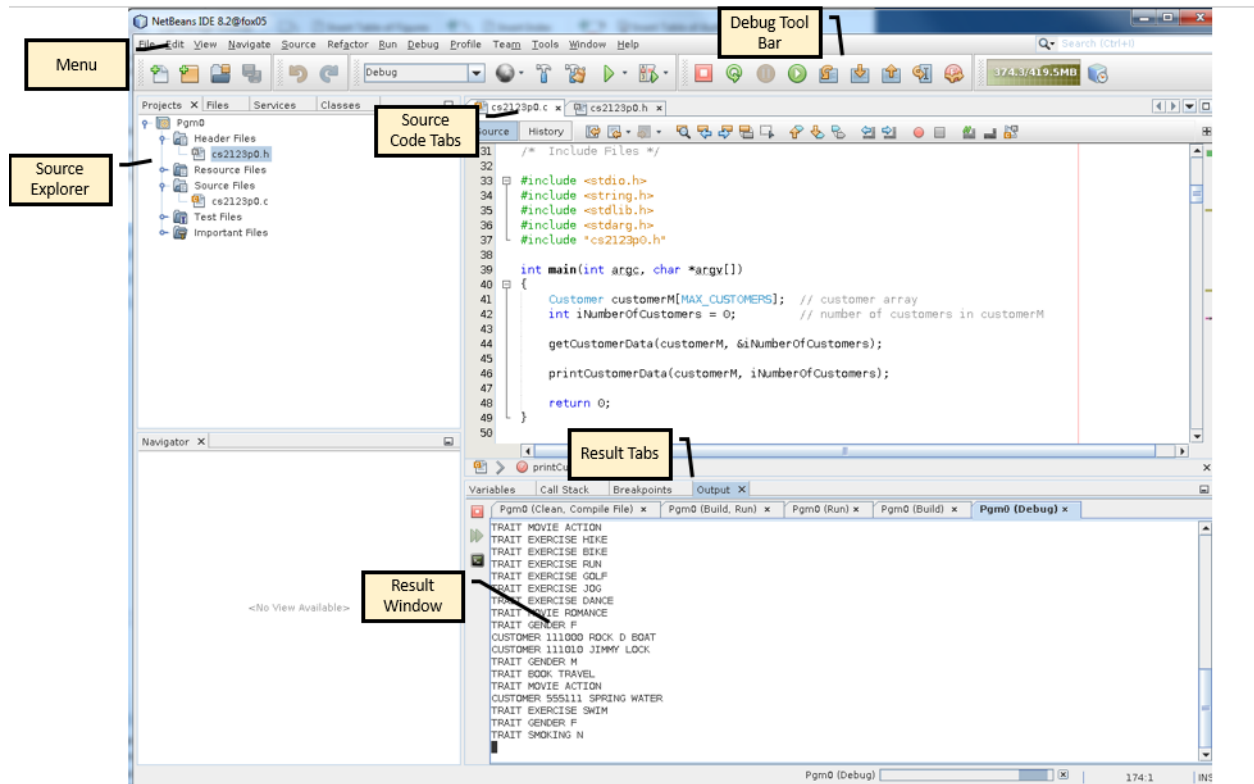 NetBeans IDE 8.2@fox05
File Edit View Navigate Source Refactor Run Debug Profile Team Tools Window Help
Search (Ctrl+I)
Menu
Debug Tool
Bar
Debug
374.3/419.5MB
Projects Files Services Classes
Pgm0
Header Files
cs2123p0.h
Resource Files
Source Files
cs2123p0.c
Test Files
Important Files
Source
Explorer
Source
Code Tabs
cs2123p0.c cs2123p0.h
Source History
31 /* Include Files */
32
33 #include <stdio.h>
34 #include <string.h>
35 #include <stdlib.h>
36 #include <stdarg.h>
37 #include "cs2123p0.h"
38
39 int main(int argc, char *argv[])
40 {
41 Customer customerM[MAX_CUSTOMERS]; // customer array
42 int iNumberOfCustomers = 0; // number of customers in customerM
43
44 getCustomerData(customerM, &iNumberOfCustomers);
45
46 printCustomerData(customerM, iNumberOfCustomers);
47
48 return 0;
49 }
50
Navigator
<No View Available>
Result Tabs
Variables Call Stack Breakpoints Output
Pgm0 (Clean, Compile File) Pgm0 (Build, Run) Pgm0 (Run) Pgm0 (Build) Pgm0 (Debug)
Result
Window
TRAIT MOVIE ACTION
TRAIT EXERCISE HIKE
TRAIT EXERCISE BIKE
TRAIT EXERCISE RUN
TRAIT EXERCISE GOLF
TRAIT EXERCISE JOG
TRAIT EXERCISE DANCE
TRAIT MOVIE ROMANCE
TRAIT GENDER F
CUSTOMER 111000 ROCK D BOAT
CUSTOMER 111010 JIMMY LOCK
TRAIT GENDER M
TRAIT BOOK TRAVEL
TRAIT MOVIE ACTION
CUSTOMER 555111 SPRING WATER
TRAIT EXERCISE SWIM
TRAIT GENDER F
TRAIT SMOKING N
Pgm0 (Debug)
174:1
INS